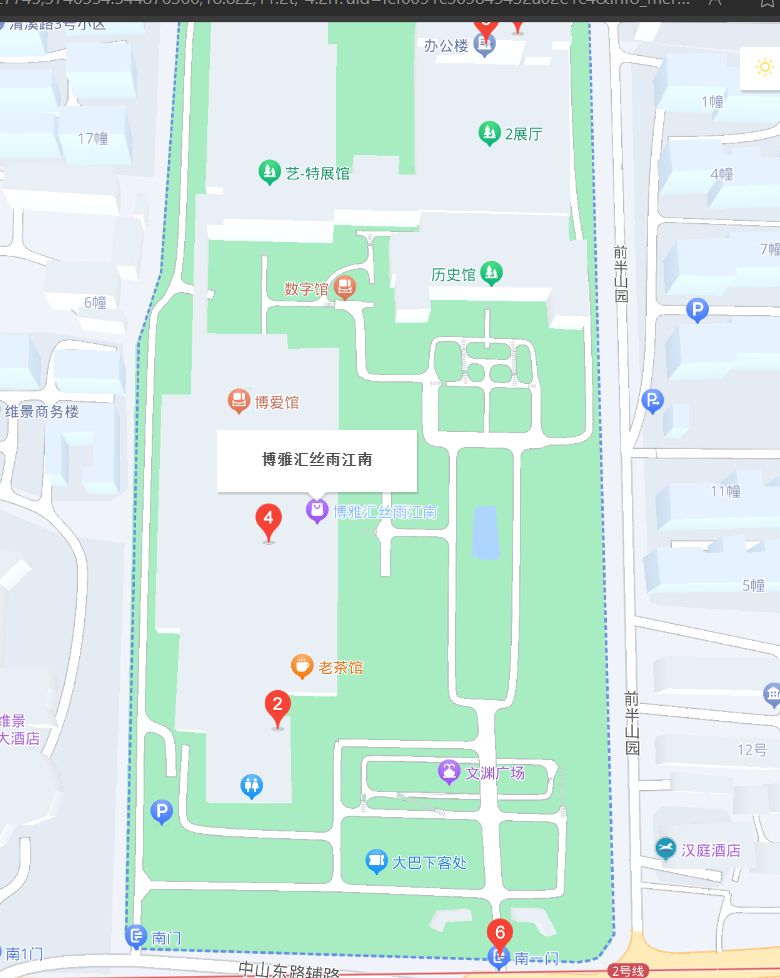 清溪路3号小区
办公楼
1幢
17幢
2展厅
艺-特展馆
4幢
前半山园
7幢
历史馆
数字馆
6幢
P
P
博爱馆
维景商务楼
博雅汇丝雨江南
11幢
4
博雅汇丝雨江南
5幢
老茶馆
2
前半山园
维景
大酒店
12号
文渊广场
P
汉庭酒店
大巴下客处
6
南门
南1门
南一门
中山东路辅路
2号线